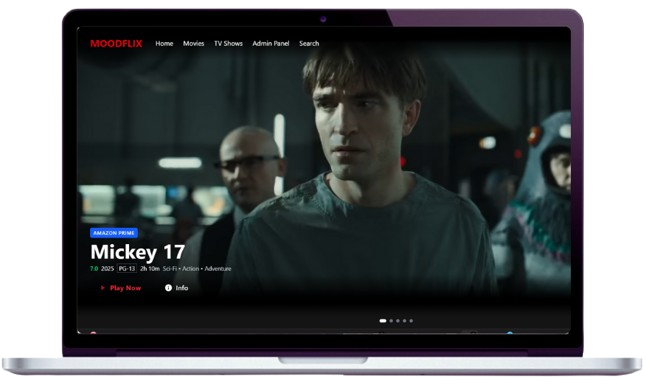 MOODFLIX Home Movies TV Shows Admin Panel Search
AMAZON PRIME
Mickey 17
7.0 2025 PG-13 2h 10m Sci-Fi • Action • Adventure
Play Now Info